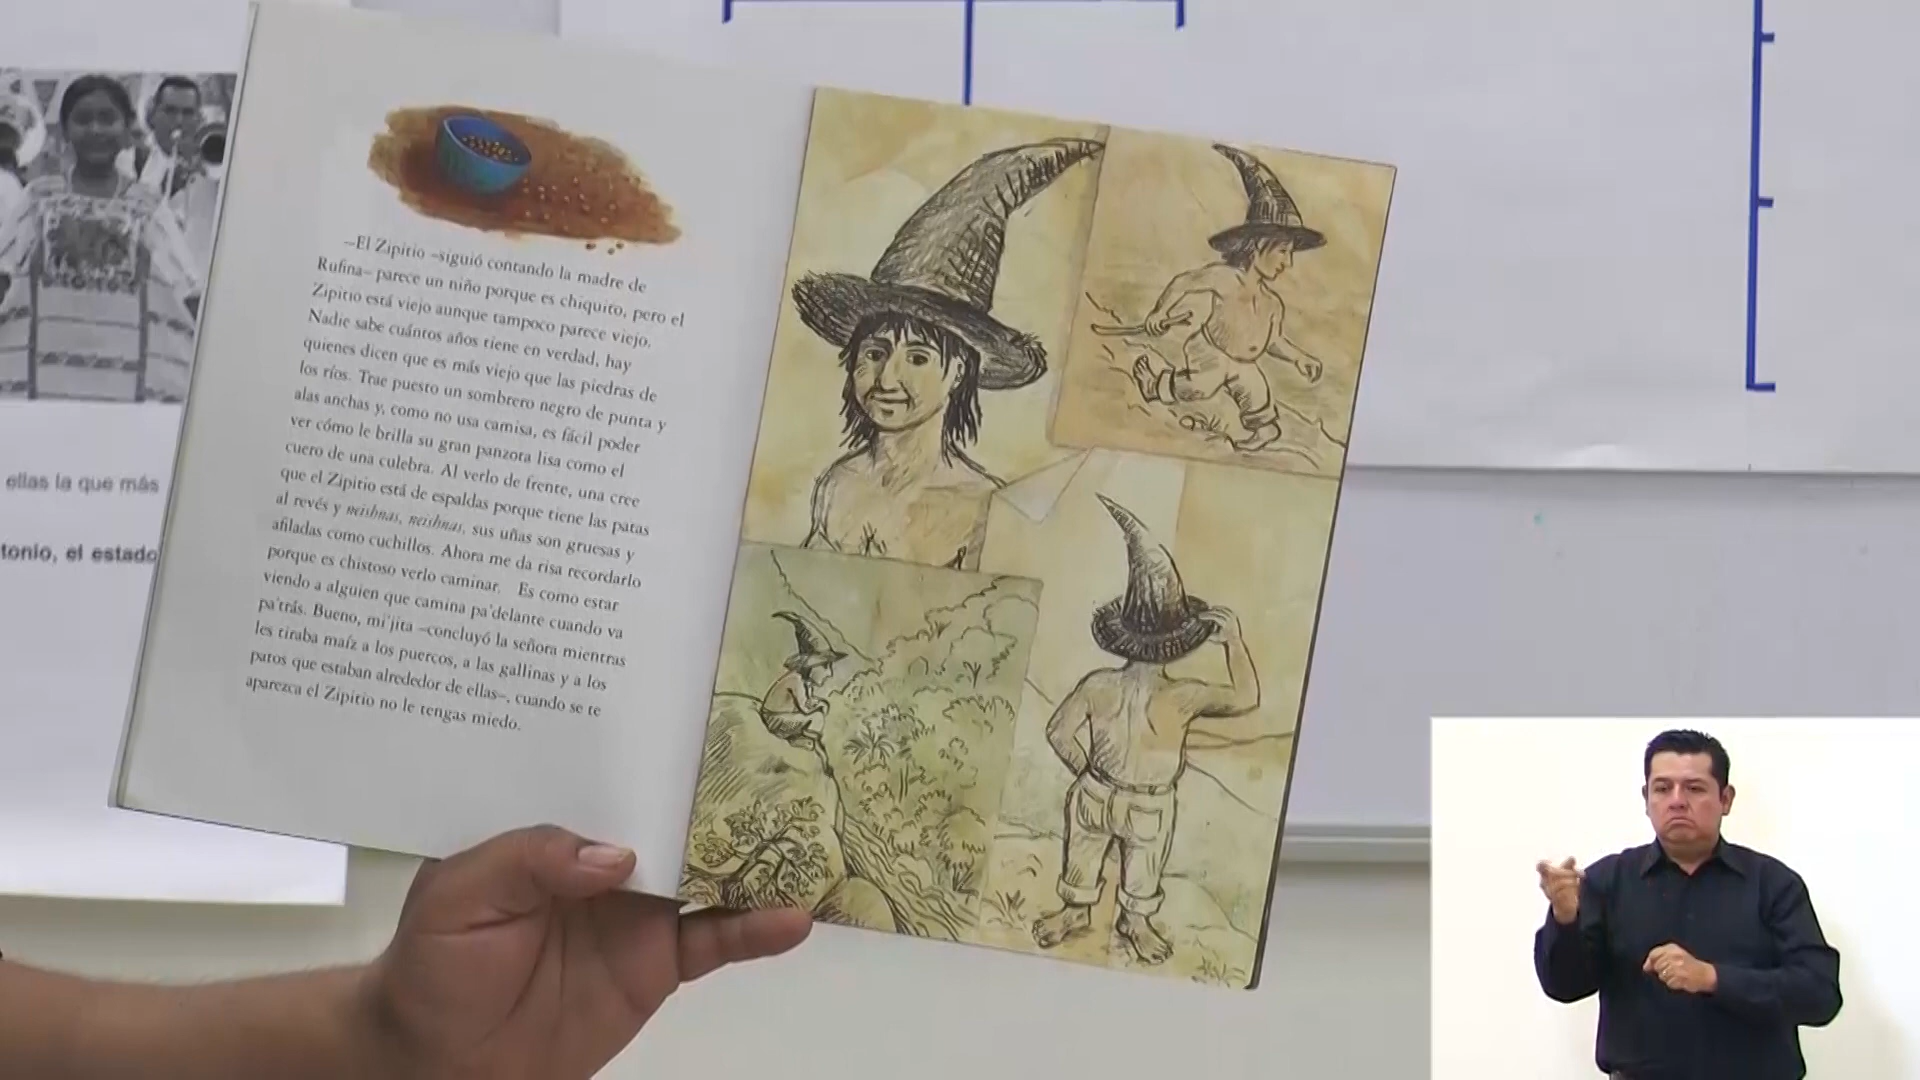 —El Zipitio –siguió contando la madre de
Rufina– parece un niño porque es chiquito, pero el
Zipitio está viejo aunque tampoco parece viejo.
Nadie sabe cuántos años tiene en verdad, hay
quienes dicen que es más viejo que las piedras de
los ríos. Trae puesto un sombrero negro de punta y
alas anchas y, como no usa camisa, es fácil poder
ver cómo le brilla su gran panzota lisa como el
cuero de una culebra. Al verlo de frente, una cree
que el Zipitio está de espaldas porque tiene las patas
al revés y neishnas, neishnas, sus uñas son gruesas y
afiladas como cuchillos. Ahora me da risa recordarlo
porque es chistoso verlo caminar. Es como estar
viendo a alguien que camina pa'delante cuando va
pa'trás. Bueno, mi'jita –concluyó la señora mientras
les tiraba maíz a los puercos, a las gallinas y a los
patos que estaban alrededor de ellas–, cuando se te
aparezca el Zipitio no le tengas miedo.
ellas la que más
tonio, el estado